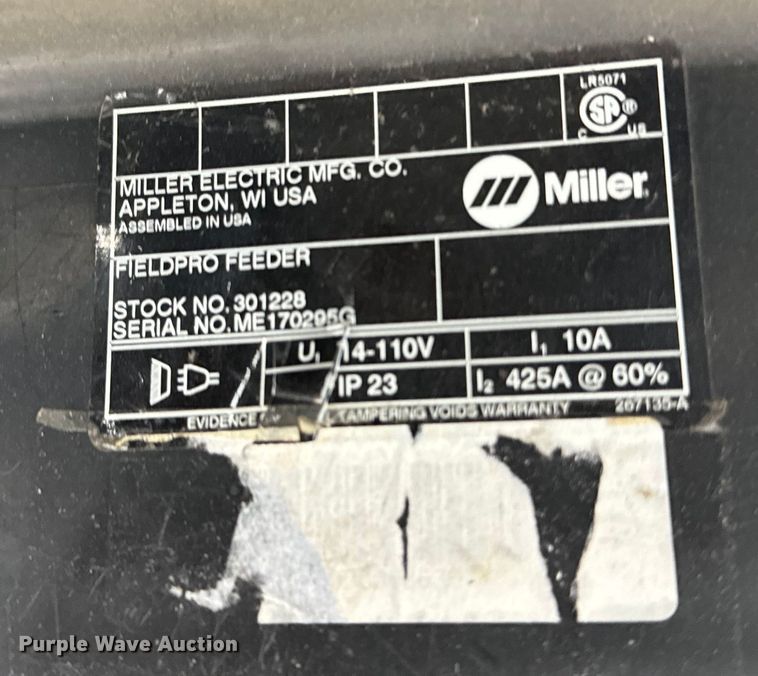 LR5071
SP ®
C US
MILLER ELECTRIC MFG. CO.
APPLETON, WI USA
ASSEMBLED IN USA
Miller
FIELDPRO FEEDER
STOCK NO. 301228
SERIAL NO. ME170295G
U₁ 14-110V
I₁ 10A
IP 23
I₂ 425A @ 60%
EVIDENCE TAMPERING VOIDS WARRANTY
267135-A
Purple Wave Auction